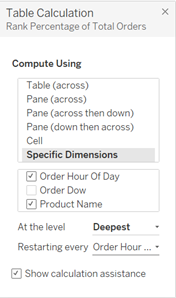 Table Calculation
Rank Percentage of Total Orders
Compute Using
Table (across)
Pane (across)
Pane (across then down)
Pane (down then across)
Cell
Specific Dimensions
Order Hour Of Day
Order Dow
Product Name
At the level Deepest
Restarting every Order Hour ...
Show calculation assistance